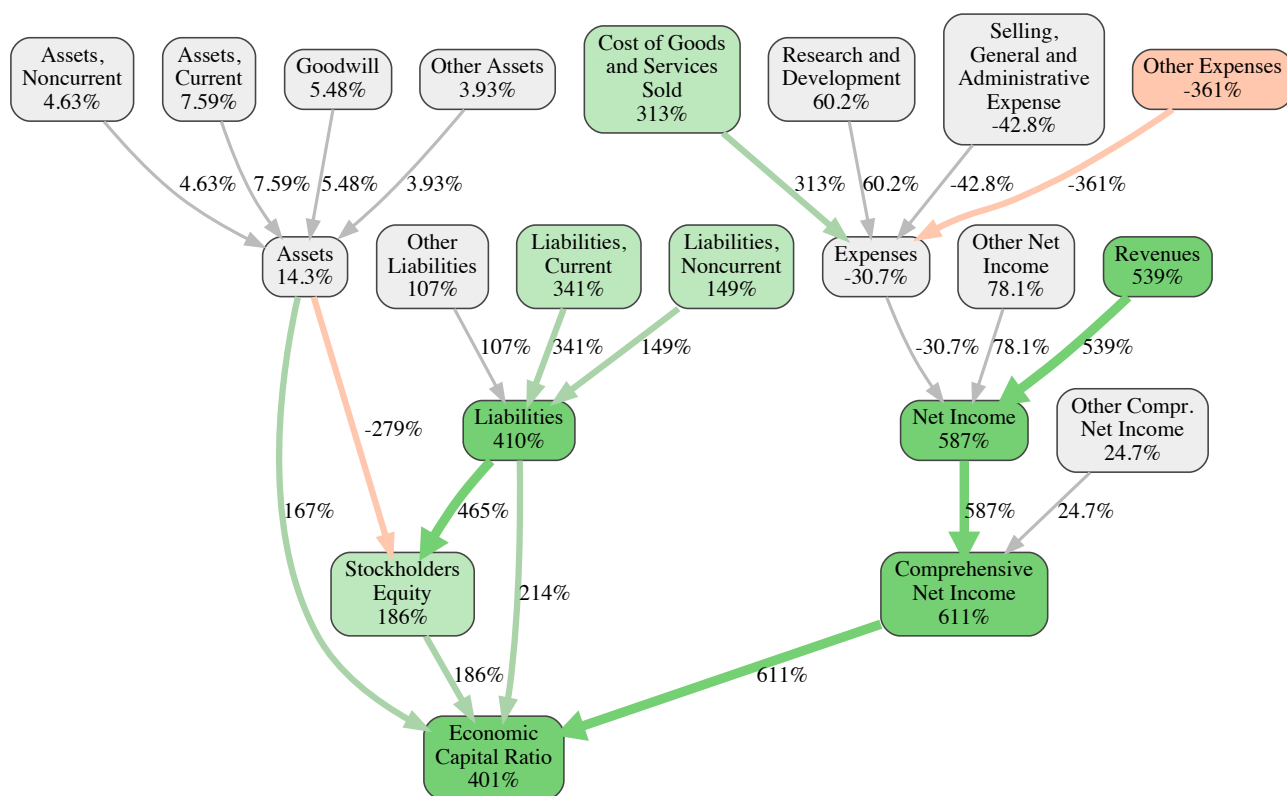 Assets,
Noncurrent
4.63%
Assets,
Current
7.59%
Goodwill
5.48%
Other Assets
3.93%
Cost of Goods
and Services
Sold
313%
Research and
Development
60.2%
Selling,
General and
Administrative
Expense
-42.8%
Other Expenses
-361%
4.63%
7.59%
5.48%
3.93%
313%
60.2%
-42.8%
-361%
Assets
14.3%
Other
Liabilities
107%
Liabilities,
Current
341%
Liabilities,
Noncurrent
149%
Expenses
-30.7%
Other Net
Income
78.1%
Revenues
539%
107%
341%
149%
-30.7%
78.1%
539%
-279%
Liabilities
410%
Net Income
587%
Other Compr.
Net Income
24.7%
167%
465%
587%
24.7%
Stockholders
Equity
186%
214%
Comprehensive
Net Income
611%
186%
611%
Economic
Capital Ratio
401%